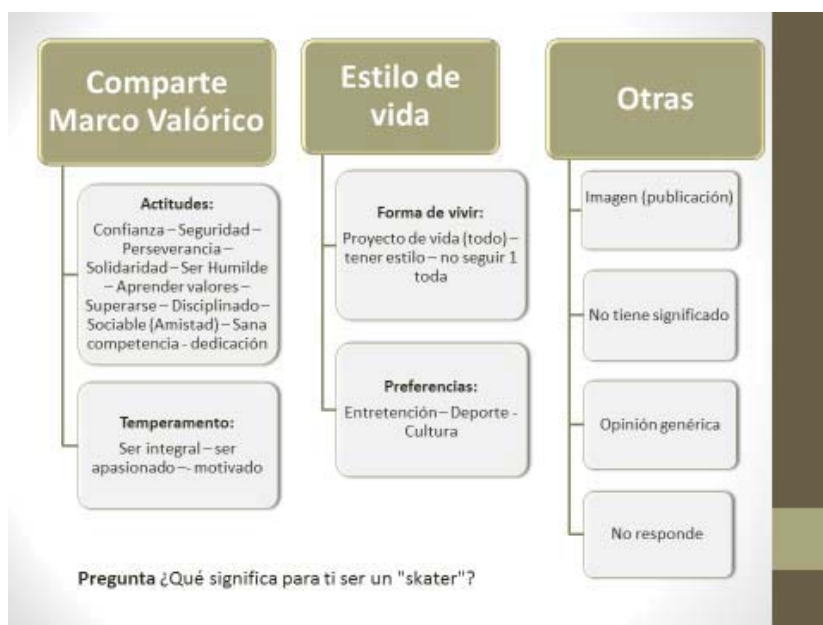 Comparte
Marco Valórico
Actitudes:
Confianza – Seguridad –
Perseverancia –
Solidaridad – Ser Humilde
– Aprender valores –
Superarse – Disciplinado –
Sociable (Amistad) – Sana
competencia - dedicación
Temperamento:
Ser integral – ser
apasionado –- motivado
Estilo de
vida
Forma de vivir:
Proyecto de vida (todo) –
tener estilo – no seguir 1
toda
Preferencias:
Entretención – Deporte -
Cultura
Otras
Imagen (publicación)
No tiene significado
Opinión genérica
No responde
Pregunta ¿Qué significa para ti ser un "skater"?